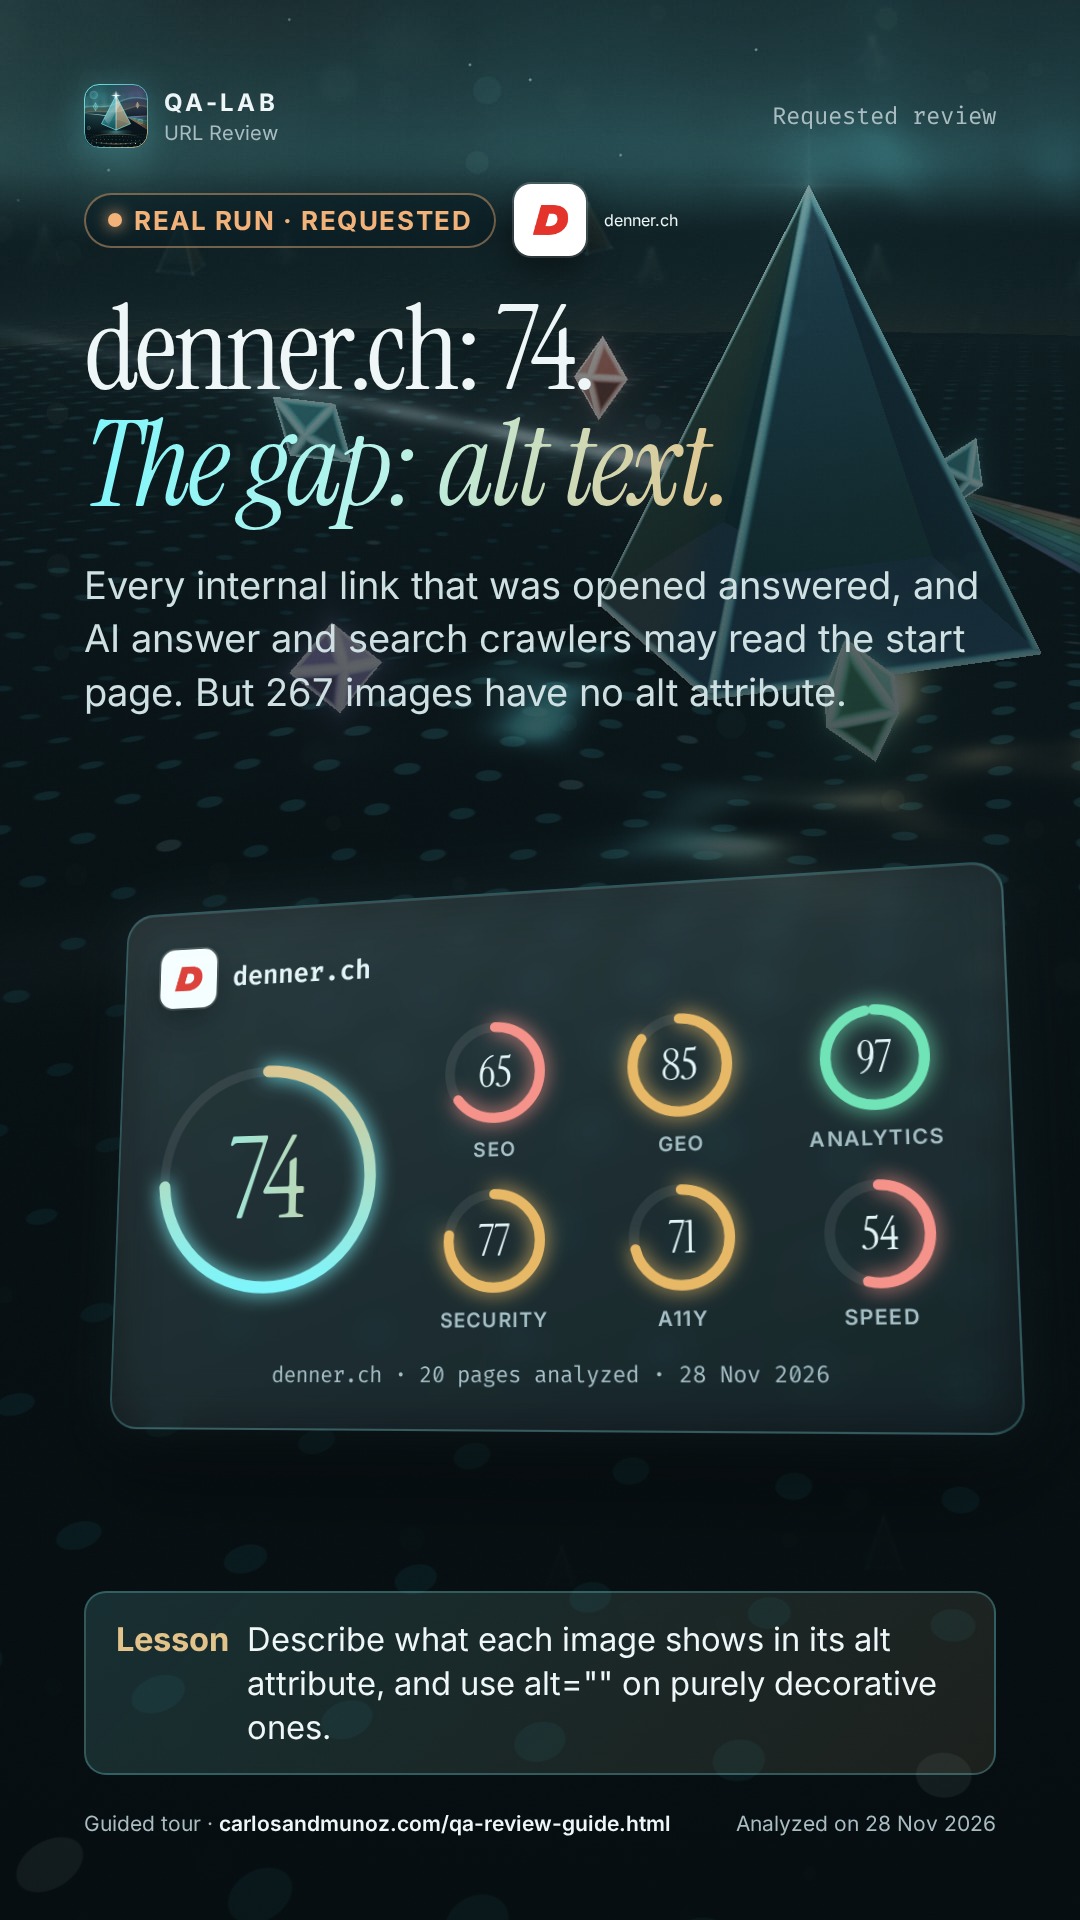 QA-LAB
URL Review
Requested review
REAL RUN · REQUESTED
D
denner.ch
denner.ch: 74.
The gap: alt text.
Every internal link that was opened answered, and
AI answer and search crawlers may read the start
page. But 267 images have no alt attribute.
D
denner.ch
74
65
SEO
85
GEO
97
ANALYTICS
77
SECURITY
71
A11Y
54
SPEED
denner.ch · 20 pages analyzed · 28 Nov 2026
Lesson
Describe what each image shows in its alt
attribute, and use alt="" on purely decorative
ones.
Guided tour · carlosandmunoz.com/qa-review-guide.html
Analyzed on 28 Nov 2026